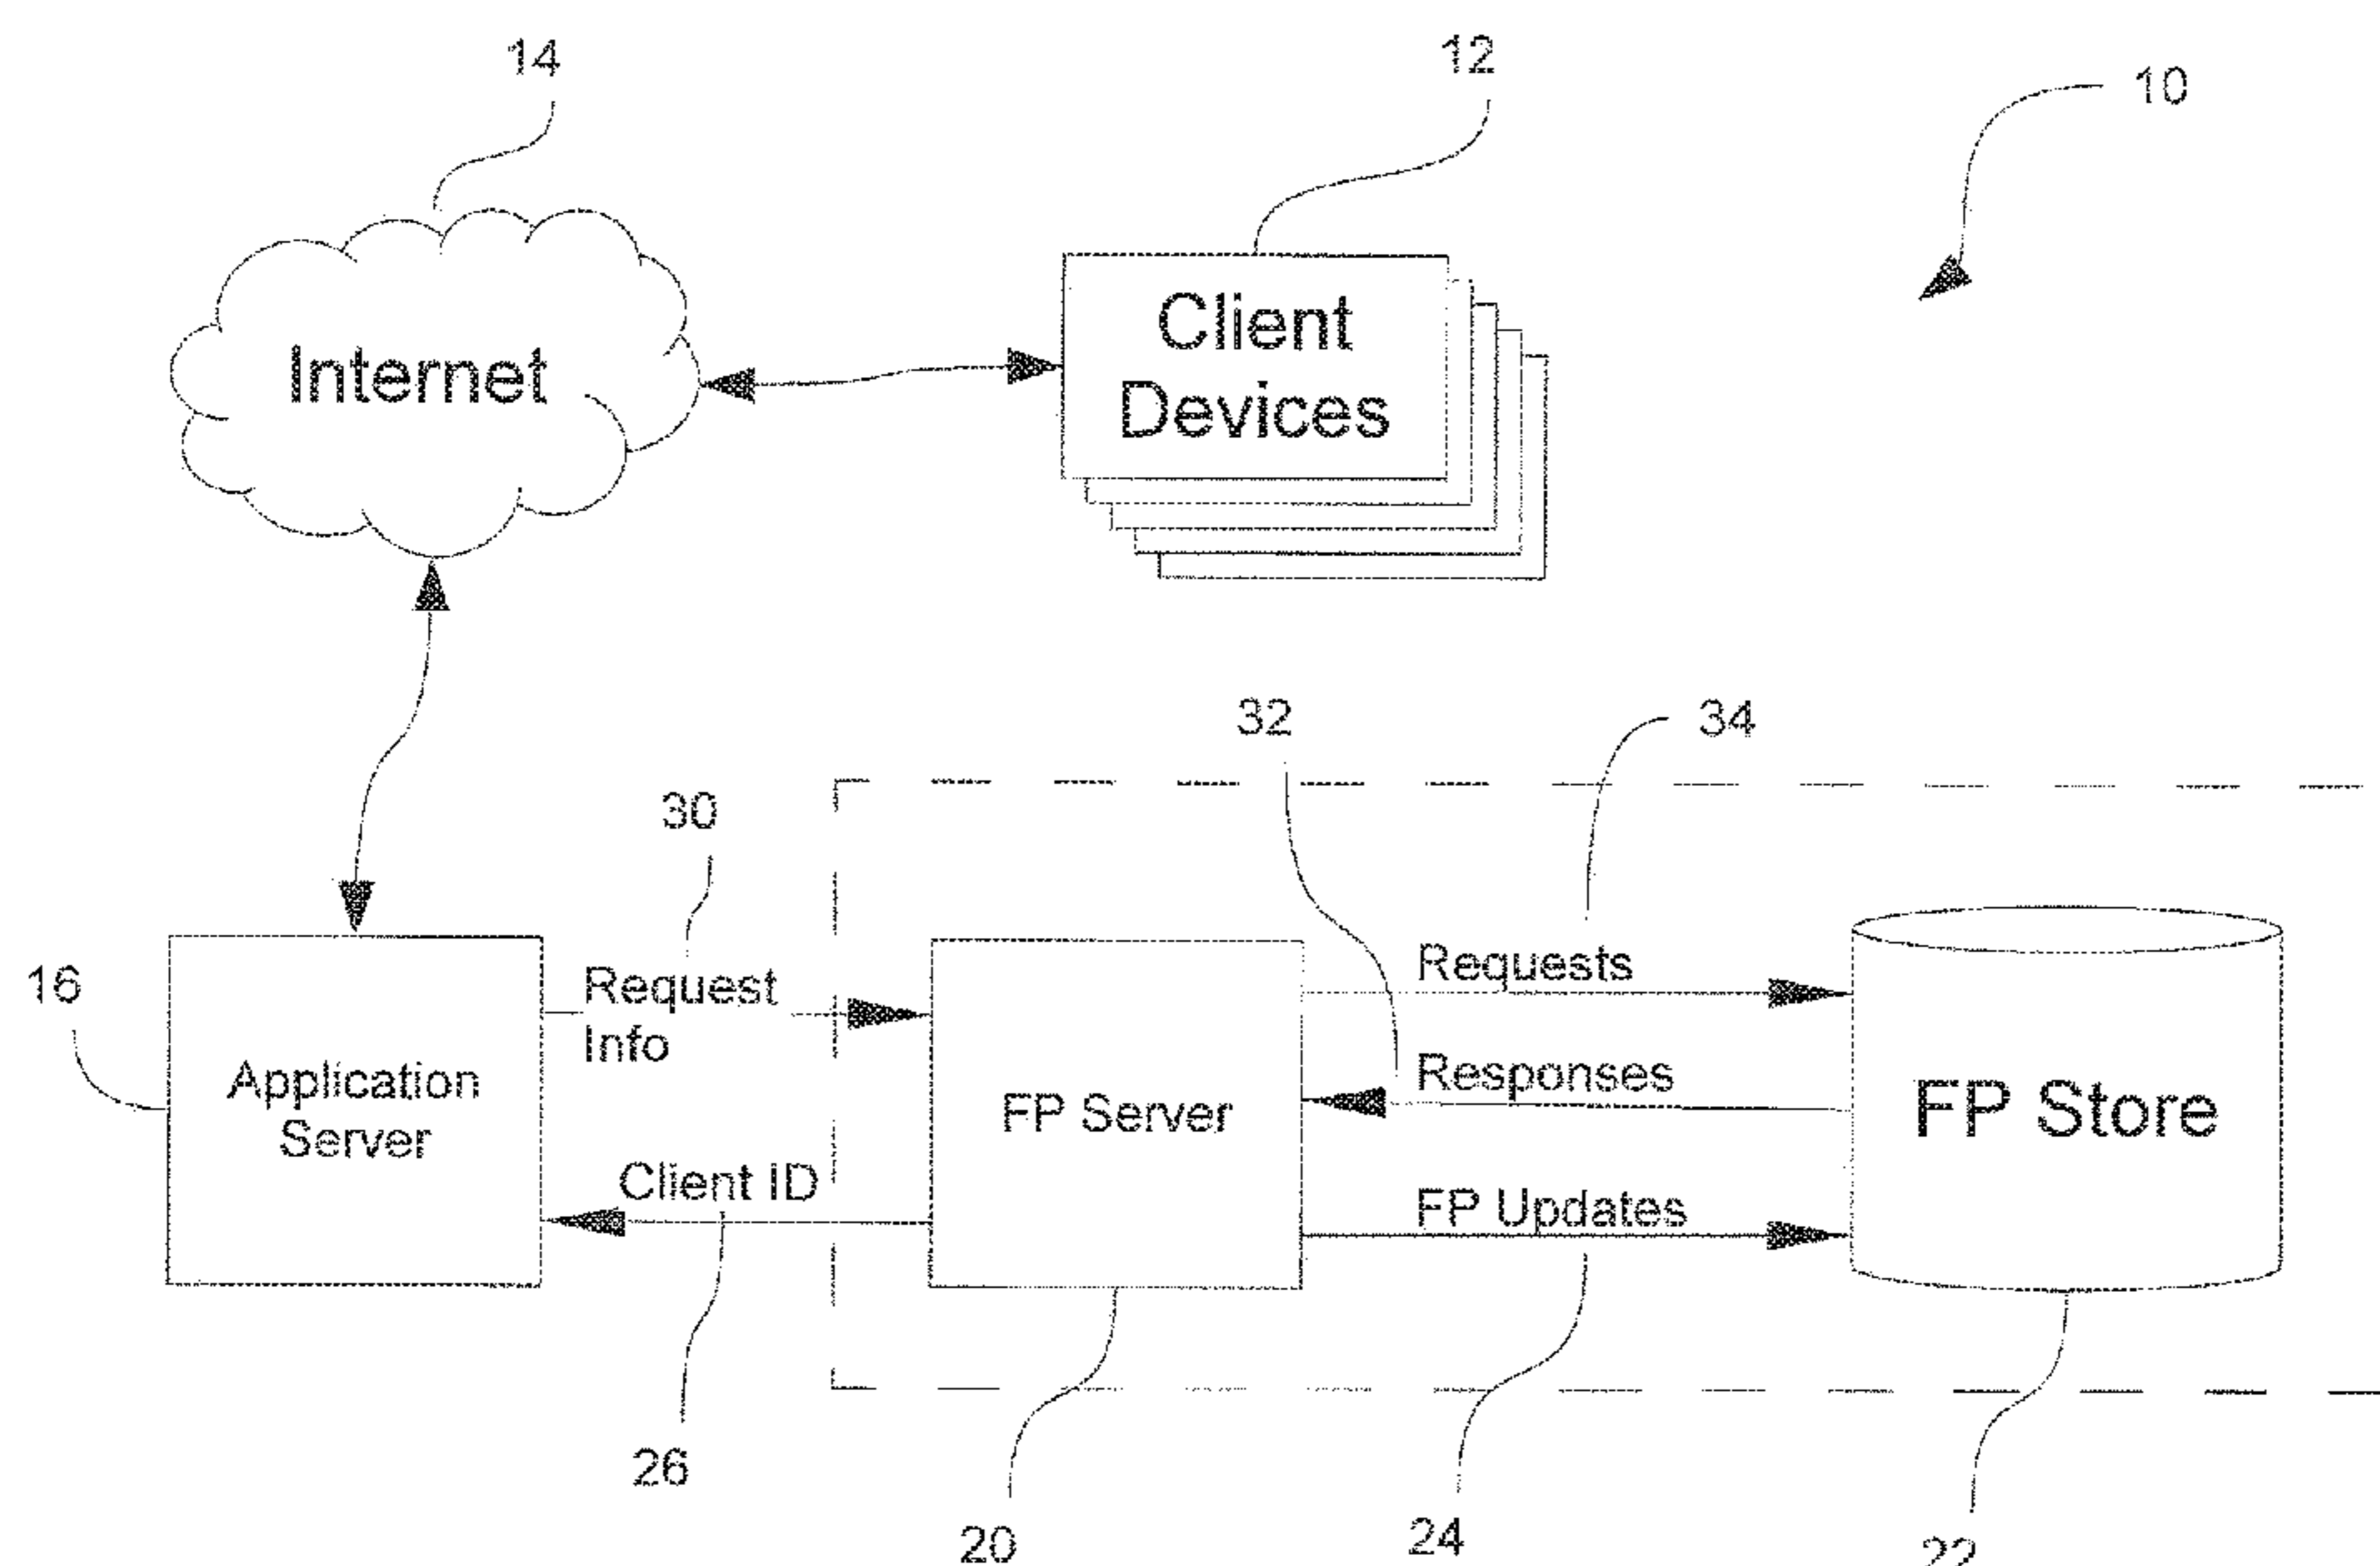 14
12
10
Internet
Client
Devices
32
34
30
16
Request
Info
Requests
Application
Server
FP Server
Responses
FP Store
Client ID
FP Updates
26
20
24
22